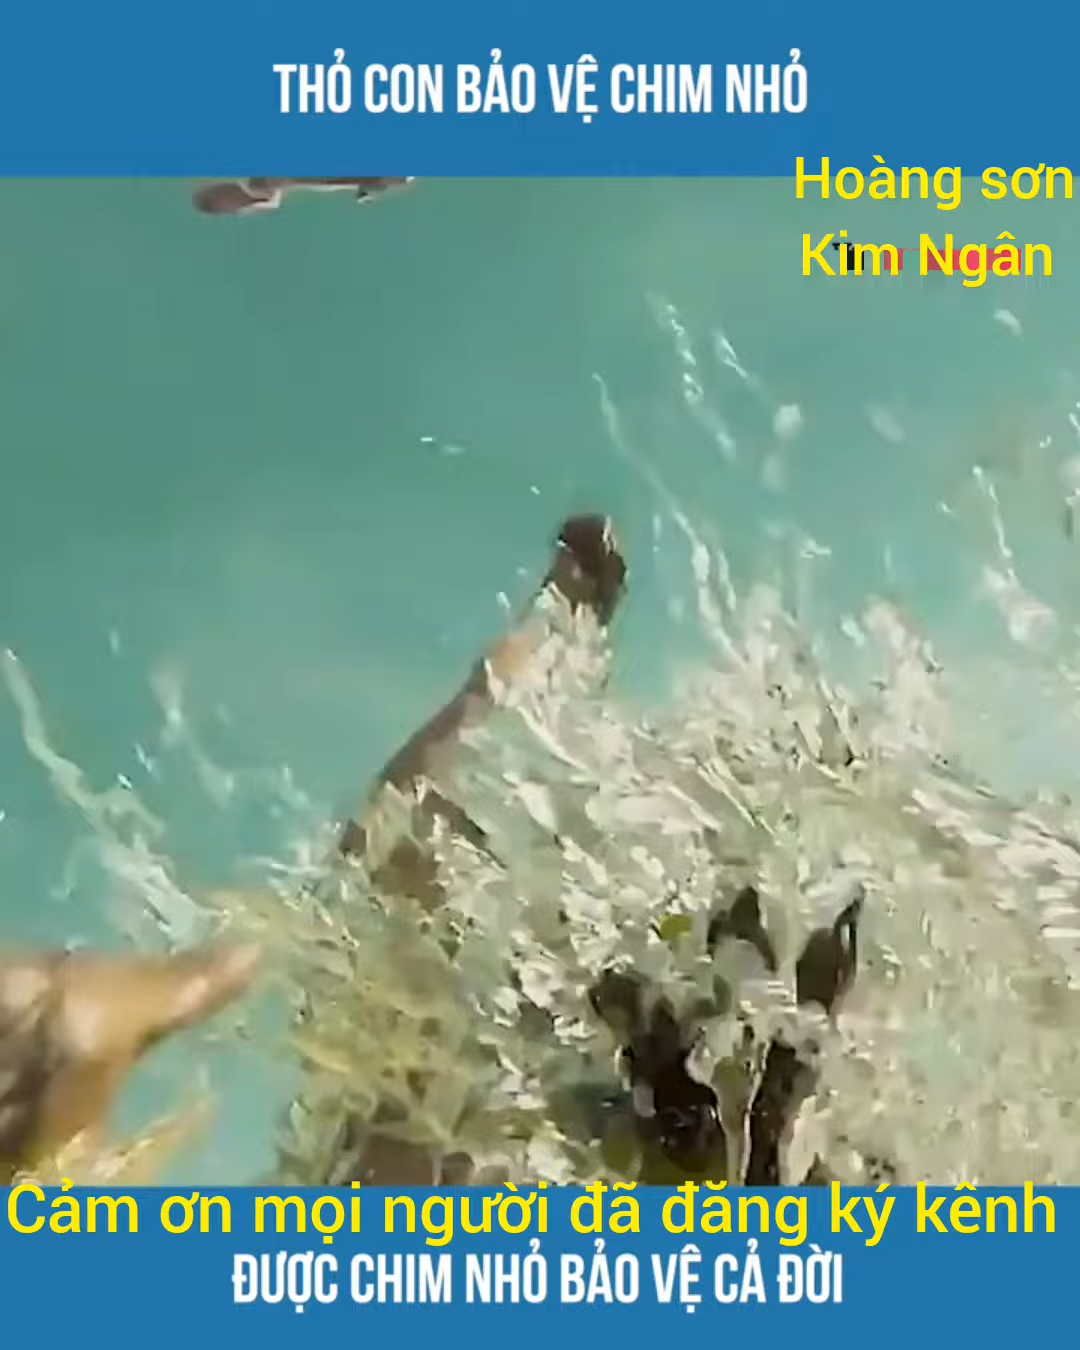 THỎ CON BẢO VỆ CHIM NHỎ
Hoàng sơn
Kim Ngân
Cảm ơn mọi người đã đăng ký kênh
ĐƯỢC CHIM NHỎ BẢO VỆ CẢ ĐỜI